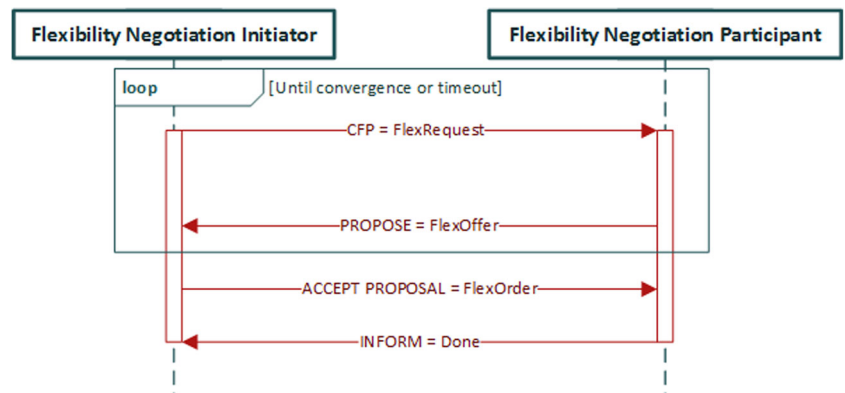 Flexibility Negotiation Initiator
Flexibility Negotiation Participant
loop
[Until convergence or timeout]
CFP = FlexRequest
PROPOSE = FlexOffer
ACCEPT PROPOSAL = FlexOrder
INFORM = Done